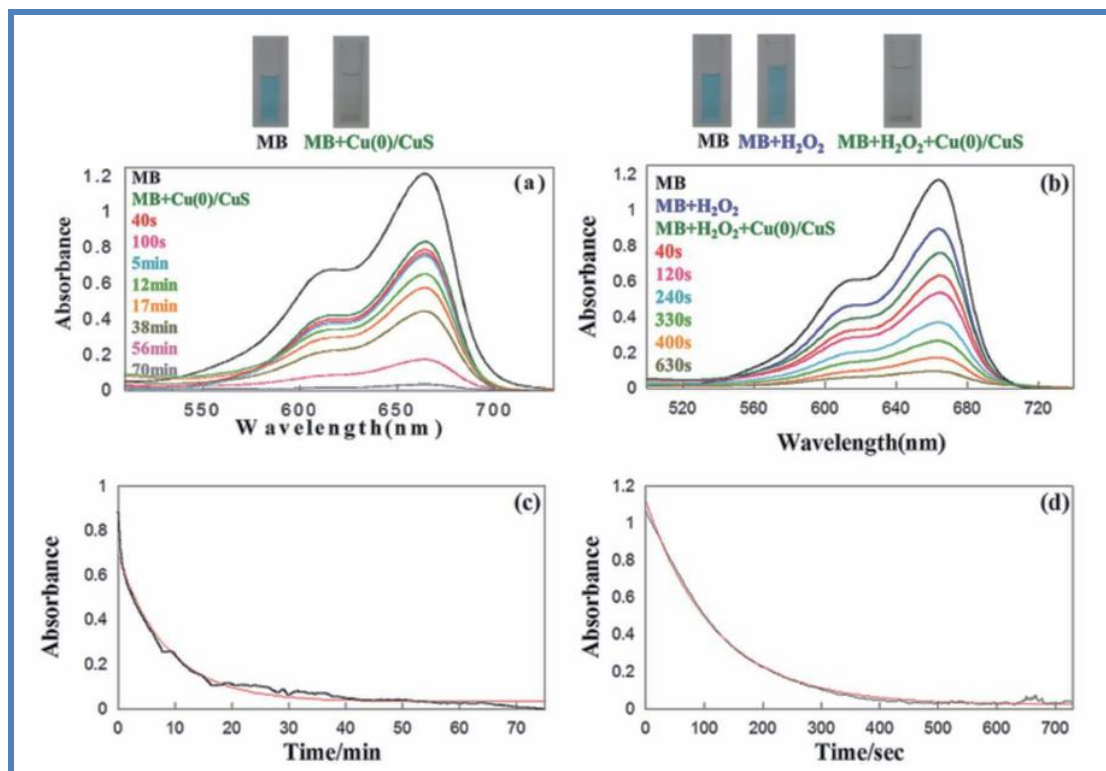 MB MB+Cu(0)/CuS
MB MB+H₂O₂ MB+H₂O₂+Cu(0)/CuS
(a)
Absorbance
1.2
1
0.8
0.6
0.4
0.2
0
MB
MB+Cu(0)/CuS
40s
100s
5min
12min
17min
38min
56min
70min
550 600 650 700
Wavelength(nm)
(b)
Absorbance
1.2
1
0.8
0.6
0.4
0.2
0
MB
MB+H₂O₂
MB+H₂O₂+Cu(0)/CuS
40s
120s
240s
330s
400s
630s
520 560 600 640 680 720
Wavelength(nm)
(c)
Absorbance
1
0.8
0.6
0.4
0.2
0
0 10 20 30 40 50 60 70
Time/min
(d)
Absorbance
1.2
1
0.8
0.6
0.4
0.2
0
0 100 200 300 400 500 600 700
Time/sec